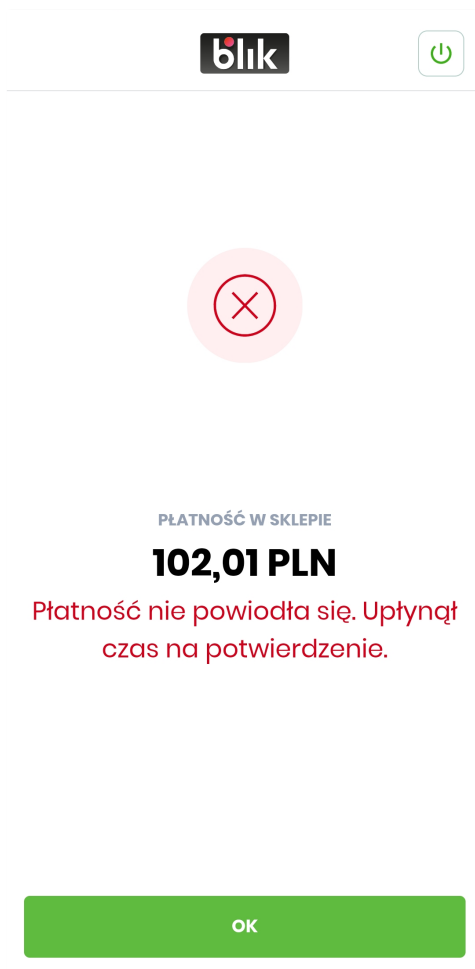 blik
PŁATNOŚĆ W SKLEPIE
102,01 PLN
Płatność nie powiodła się. Upłynął
czas na potwierdzenie.
OK